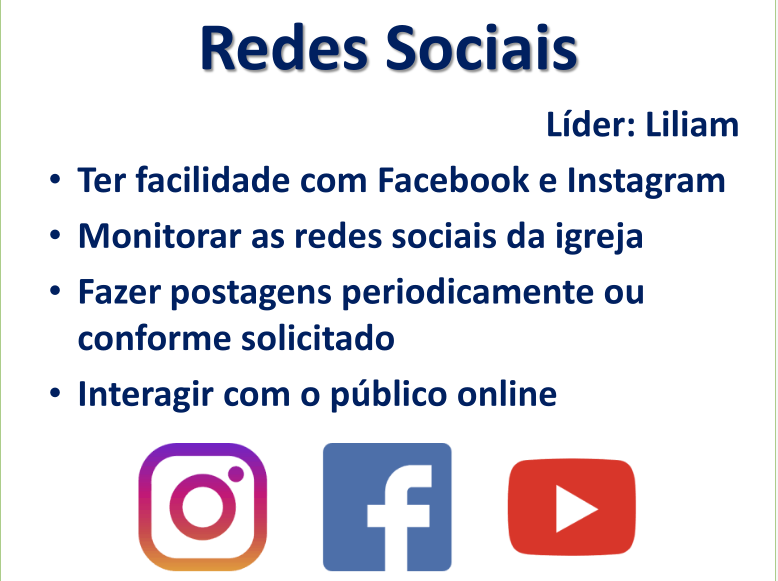 Redes Sociais
Líder: Liliam
• Ter facilidade com Facebook e Instagram
• Monitorar as redes sociais da igreja
• Fazer postagens periodicamente ou
conforme solicitado
• Interagir com o público online